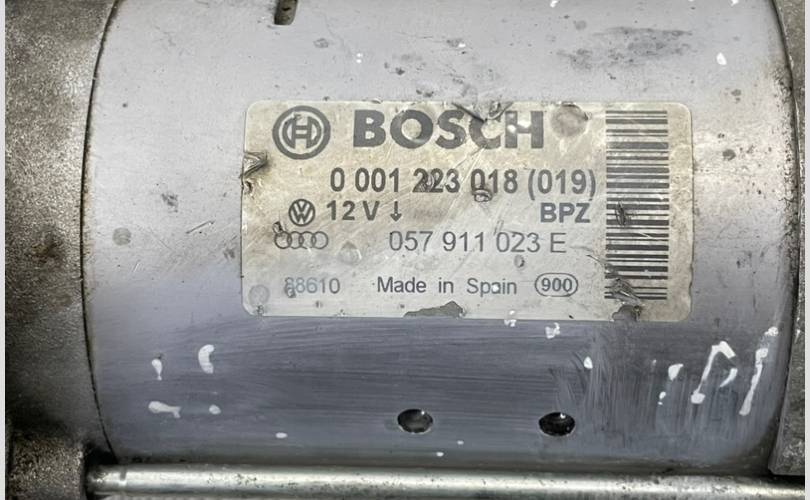 BOSCH
0 001 223 018 (019)
12 V ↓ BPZ
057 911 023 E
88610 Made in Spain 900